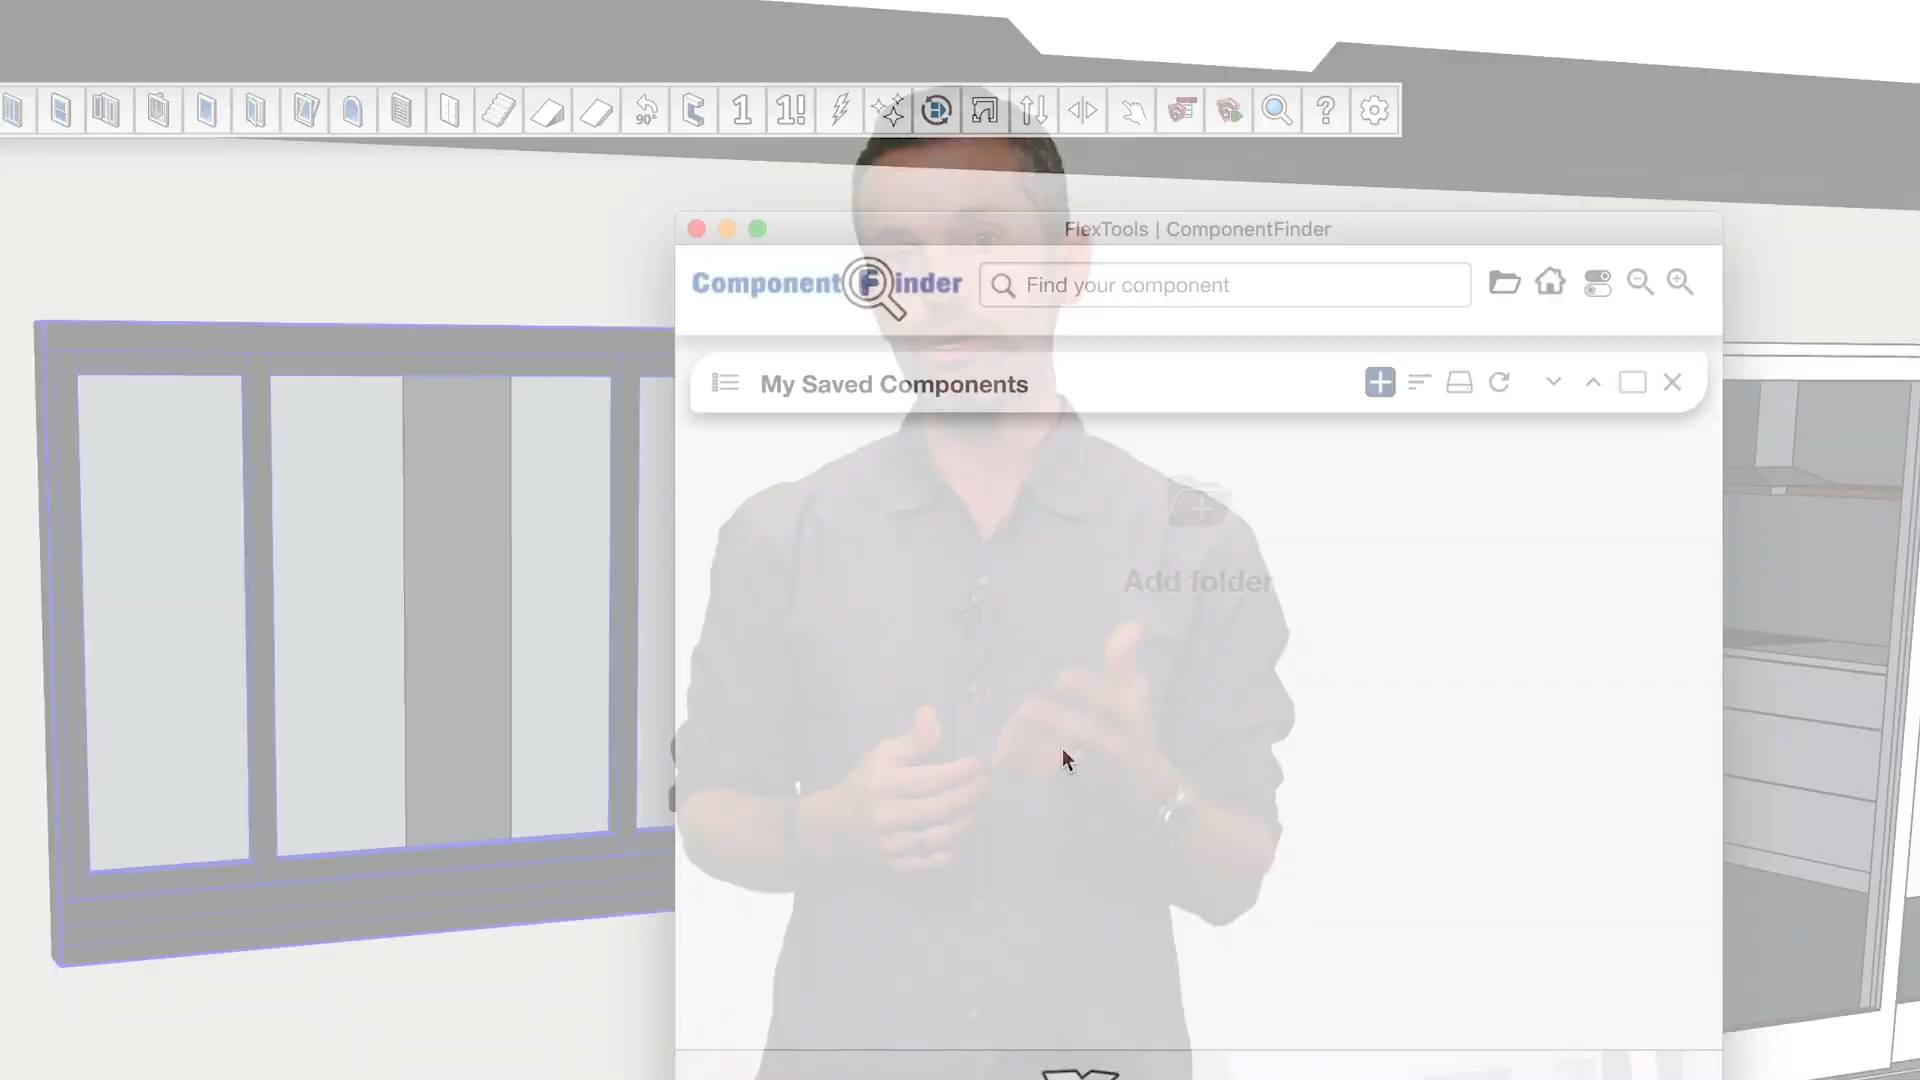 90°
1
1!
?
FlexTools | ComponentFinder
ComponentFinder
Find your component
My Saved Components
Add folder